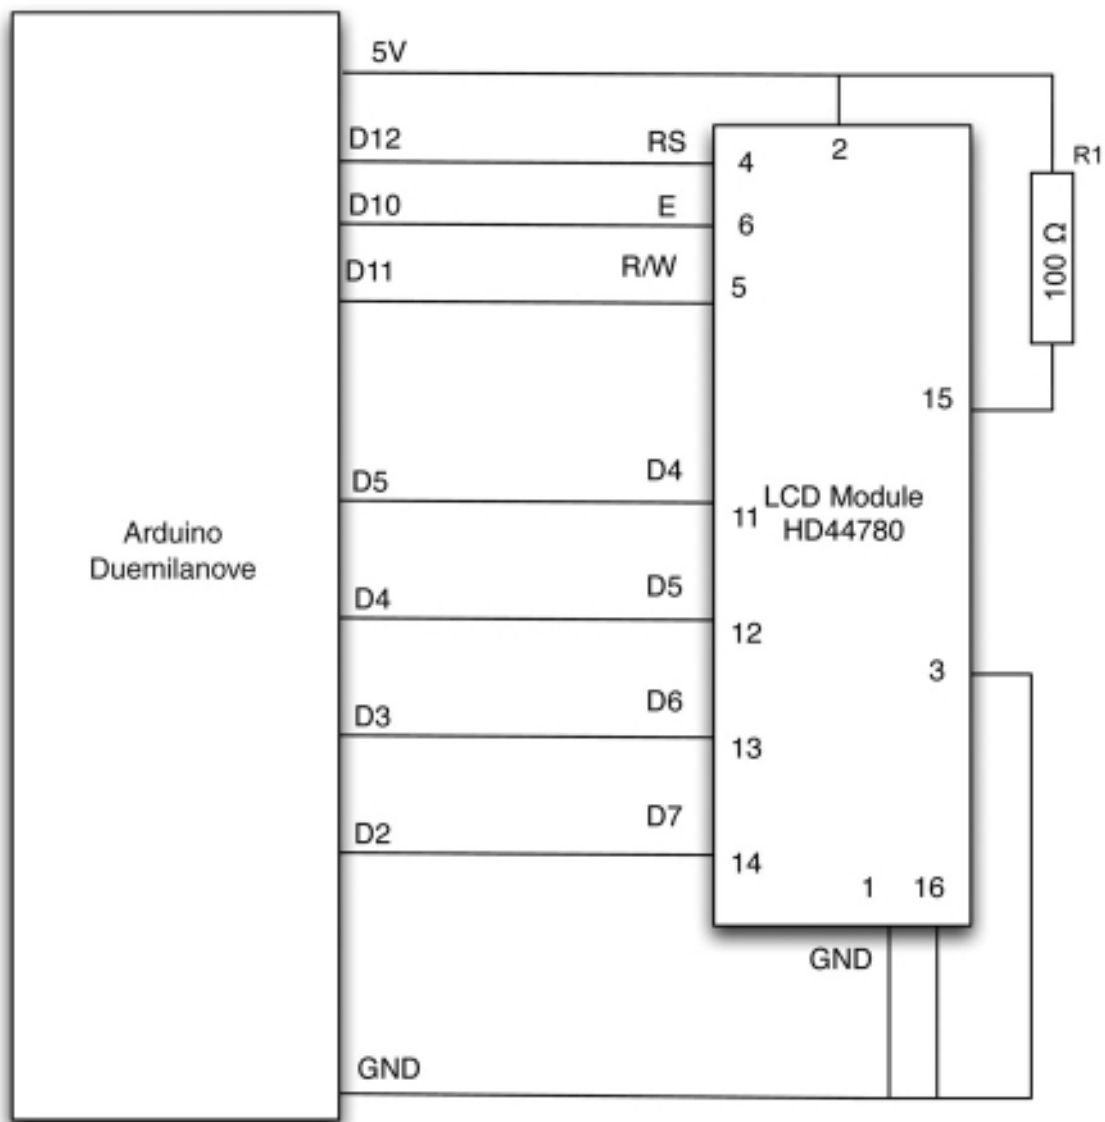 5V
D12
RS
4
2
R1
D10
E
6
100 Ω
D11
R/W
5
15
D5
D4
11
LCD Module
HD44780
Arduino
Duemilanove
D4
D5
12
D3
D6
13
3
D2
D7
14
1
16
GND
GND